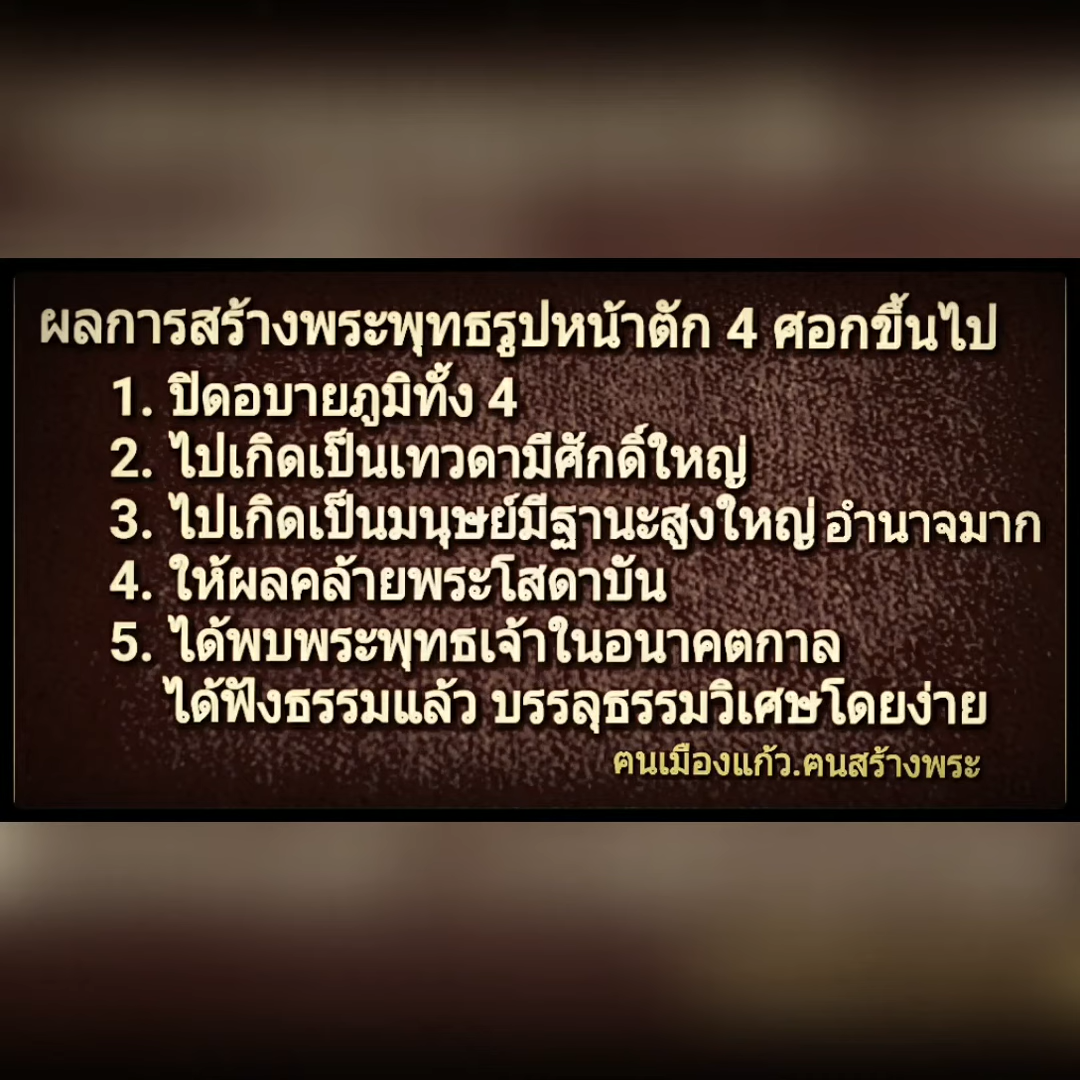 ผลการสร้างพระพุทธรูปหน้าตัก 4 ศอกขึ้นไป
1. ปิดอบายภูมิทั้ง 4
2. ไปเกิดเป็นเทวดามีศักดิ์ใหญ่
3. ไปเกิดเป็นมนุษย์มีฐานะสูงใหญ่ อำนาจมาก
4. ให้ผลคล้ายพระโสดาบัน
5. ได้พบพระพุทธเจ้าในอนาคตกาล
ได้ฟังธรรมแล้ว บรรลุธรรมวิเศษโดยง่าย
ฅนเมืองแก้ว.ฅนสร้างพระ